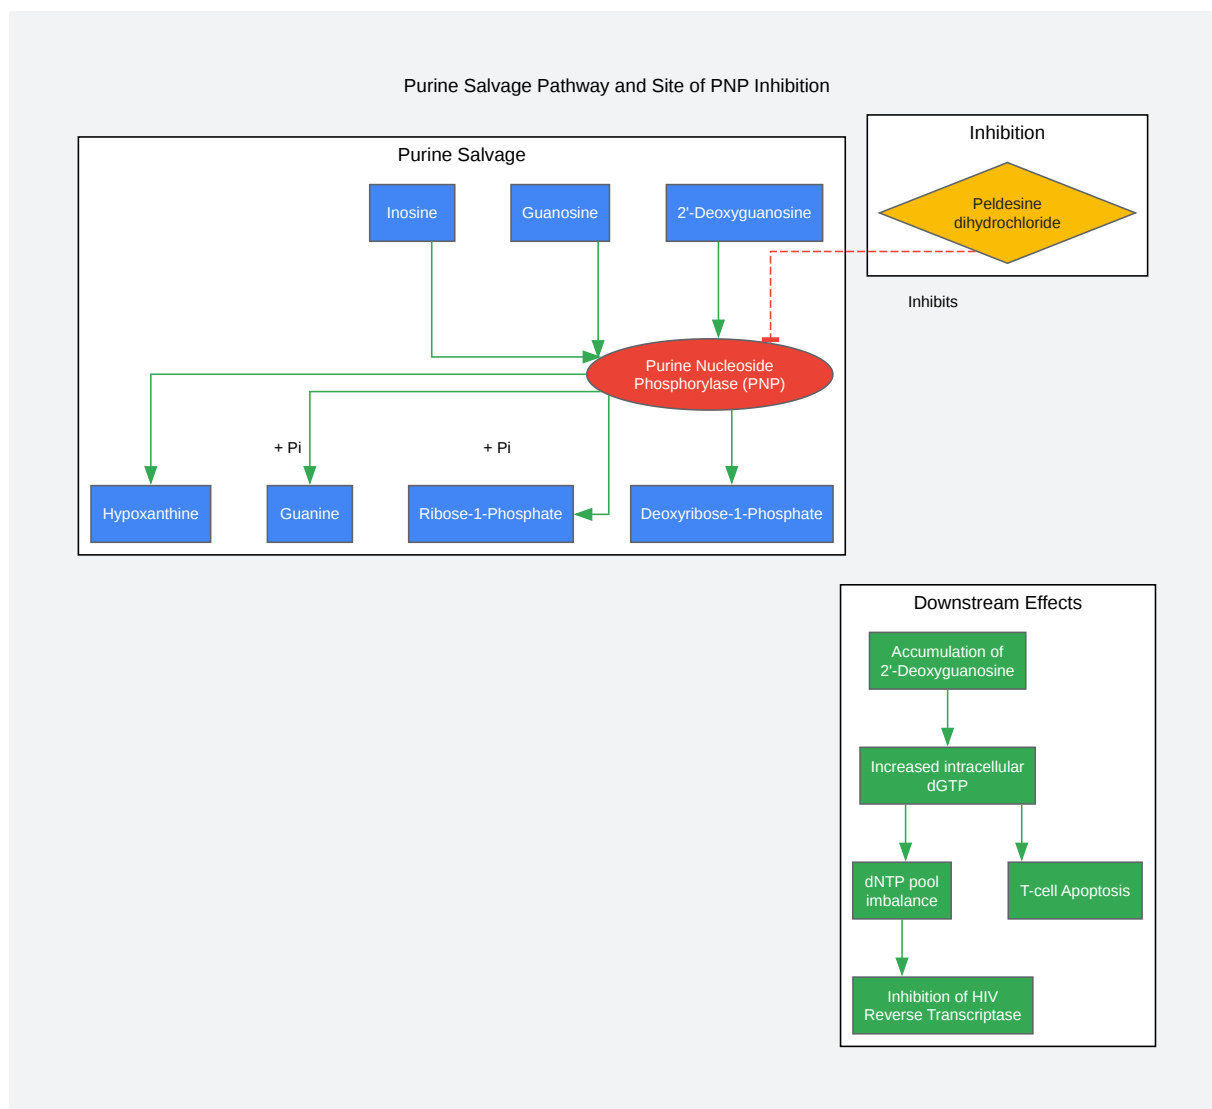 Purine Salvage Pathway and Site of PNP Inhibition
Purine Salvage
Inosine
Guanosine
2'-Deoxyguanosine
Inhibition
Peldesine
dihydrochloride
Inhibits
Purine Nucleoside
Phosphorylase (PNP)
+ Pi
+ Pi
Hypoxanthine
Guanine
Ribose-1-Phosphate
Deoxyribose-1-Phosphate
Downstream Effects
Accumulation of
2'-Deoxyguanosine
Increased intracellular
dGTP
dNTP pool
imbalance
T-cell Apoptosis
Inhibition of HIV
Reverse Transcriptase